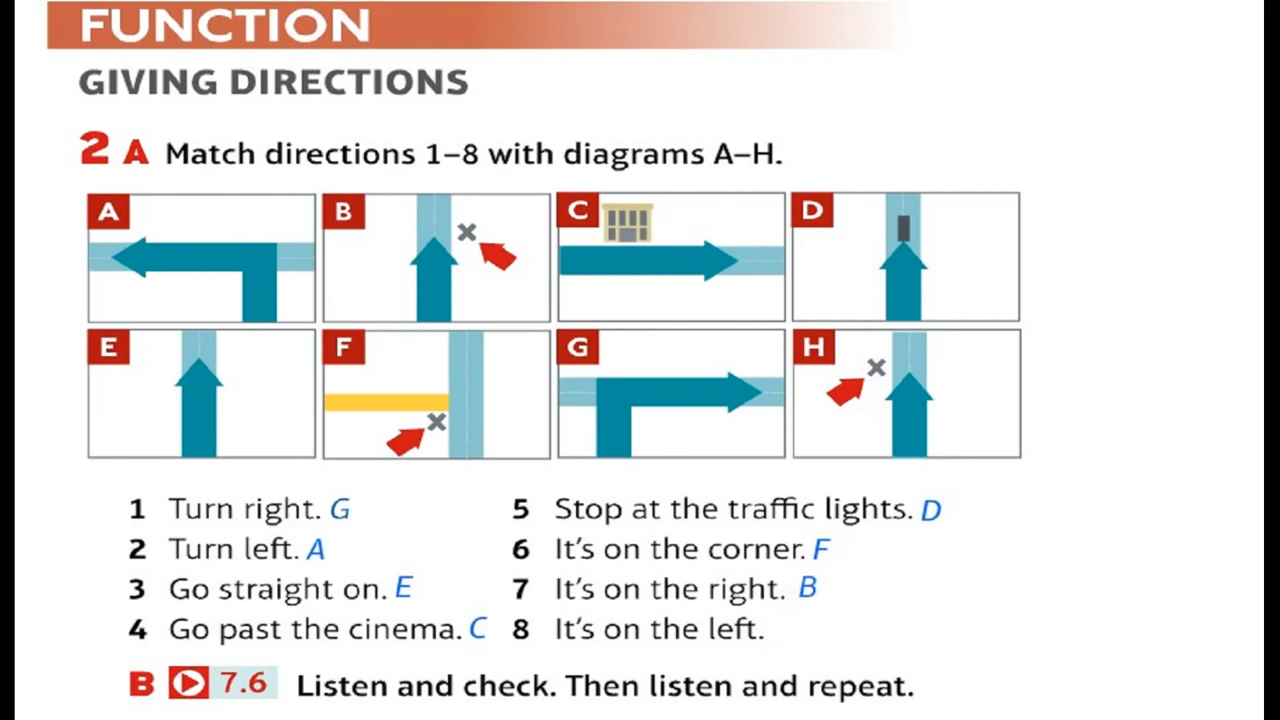 FUNCTION
GIVING DIRECTIONS
2 A Match directions 1–8 with diagrams A–H.
A B C D
E F G H
1 Turn right. G
2 Turn left. A
3 Go straight on. E
4 Go past the cinema. C
5 Stop at the traffic lights. D
6 It's on the corner. F
7 It's on the right. B
8 It's on the left.
B 7.6 Listen and check. Then listen and repeat.